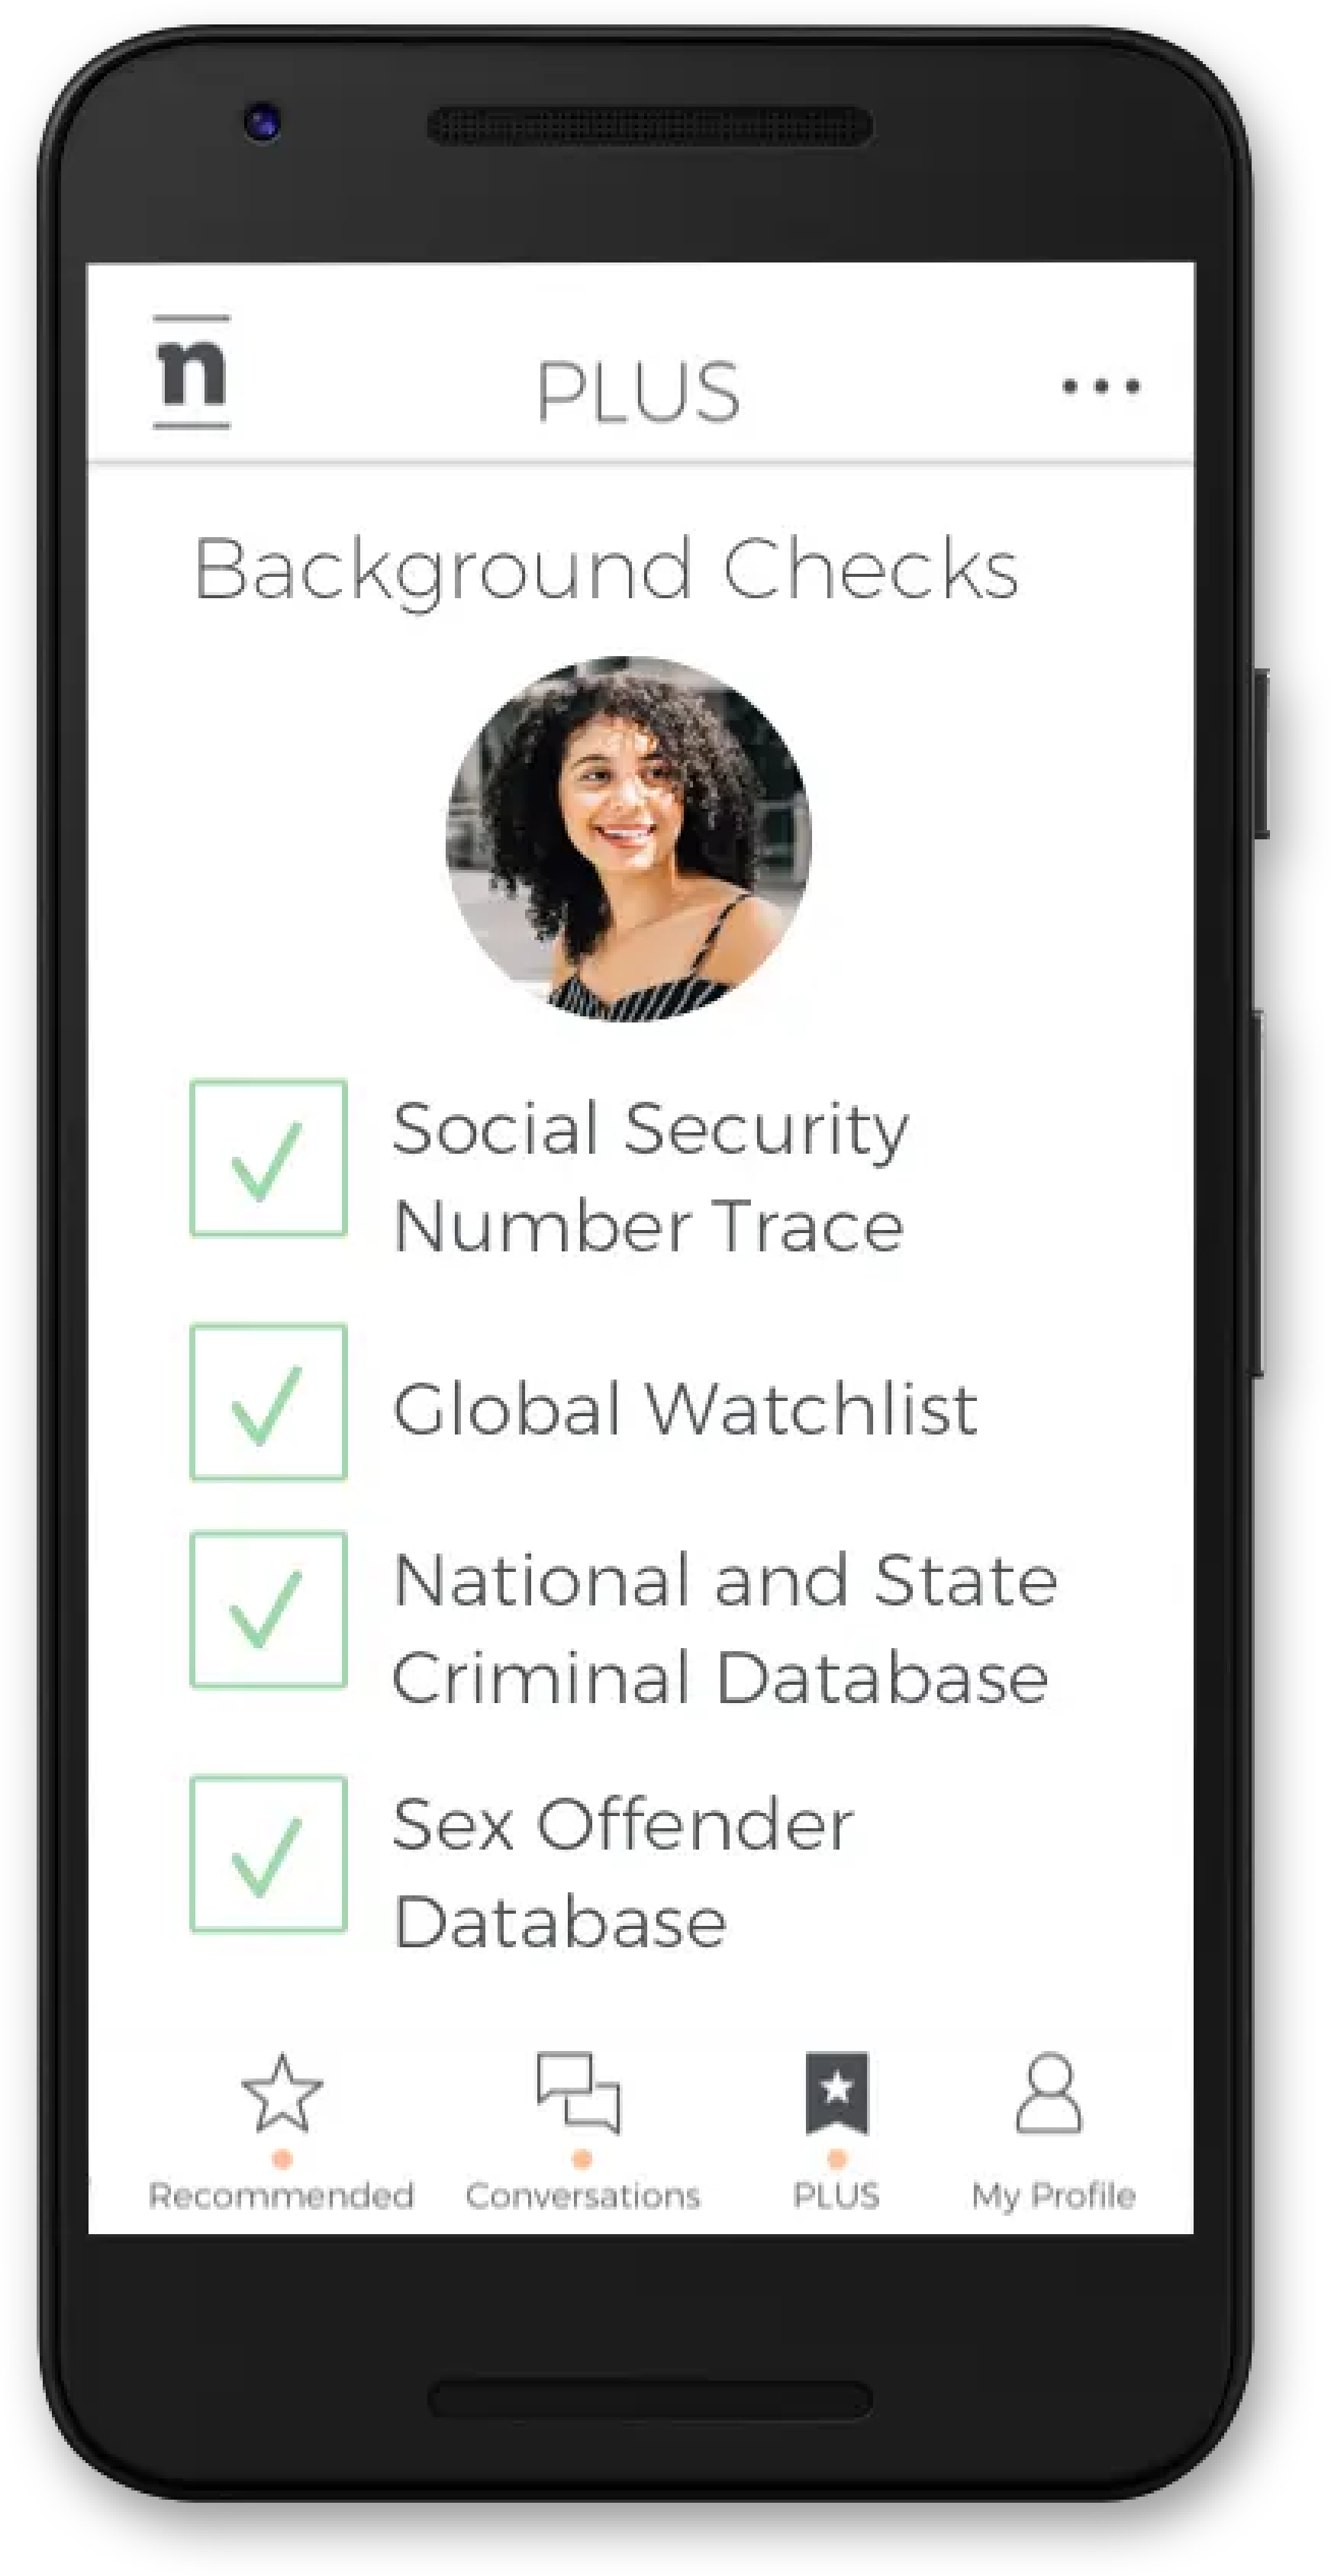 n
PLUS
Background Checks
Social Security
Number Trace
Global Watchlist
National and State
Criminal Database
Sex Offender
Database
Recommended
Conversations
PLUS
My Profile